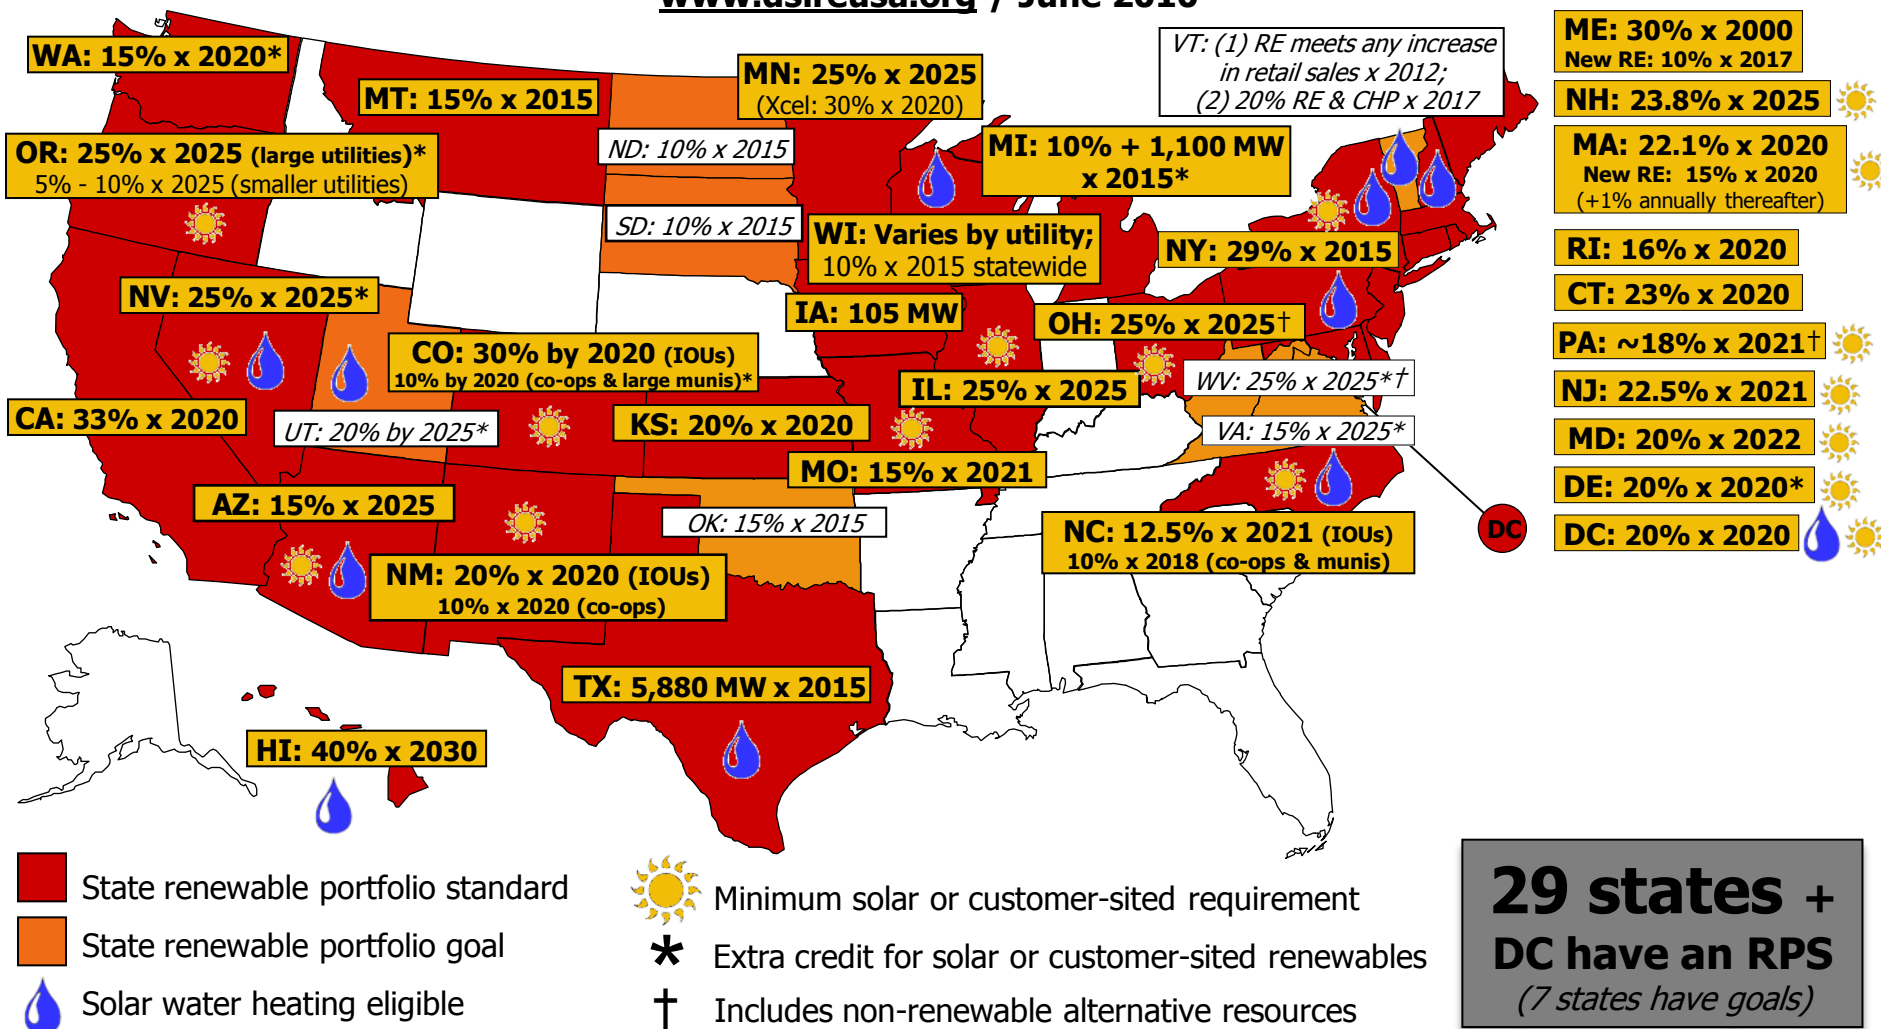 www.dsireusa.org / June 2010
WA: 15% x 2020*
MT: 15% x 2015
MN: 25% x 2025
(Xcel: 30% x 2020)
VT: (1) RE meets any increase
in retail sales x 2012;
(2) 20% RE & CHP x 2017
ME: 30% x 2000
New RE: 10% x 2017
NH: 23.8% x 2025
OR: 25% x 2025 (large utilities)*
5% - 10% x 2025 (smaller utilities)
ND: 10% x 2015
MI: 10% + 1,100 MW
x 2015*
MA: 22.1% x 2020
New RE: 15% x 2020
(+1% annually thereafter)
SD: 10% x 2015
WI: Varies by utility;
10% x 2015 statewide
NY: 29% x 2015
RI: 16% x 2020
NV: 25% x 2025*
IA: 105 MW
OH: 25% x 2025†
CT: 23% x 2020
CO: 30% by 2020 (IOUs)
10% by 2020 (co-ops & large munis)*
PA: ~18% x 2021†
IL: 25% x 2025
WV: 25% x 2025*†
NJ: 22.5% x 2021
CA: 33% x 2020
UT: 20% by 2025*
KS: 20% x 2020
VA: 15% x 2025*
MD: 20% x 2022
MO: 15% x 2021
AZ: 15% x 2025
DE: 20% x 2020*
OK: 15% x 2015
NC: 12.5% x 2021 (IOUs)
10% x 2018 (co-ops & munis)
DC
DC: 20% x 2020
NM: 20% x 2020 (IOUs)
10% x 2020 (co-ops)
TX: 5,880 MW x 2015
HI: 40% x 2030
State renewable portfolio standard
State renewable portfolio goal
Solar water heating eligible
Minimum solar or customer-sited requirement
* Extra credit for solar or customer-sited renewables
† Includes non-renewable alternative resources
29 states +
DC have an RPS
(7 states have goals)